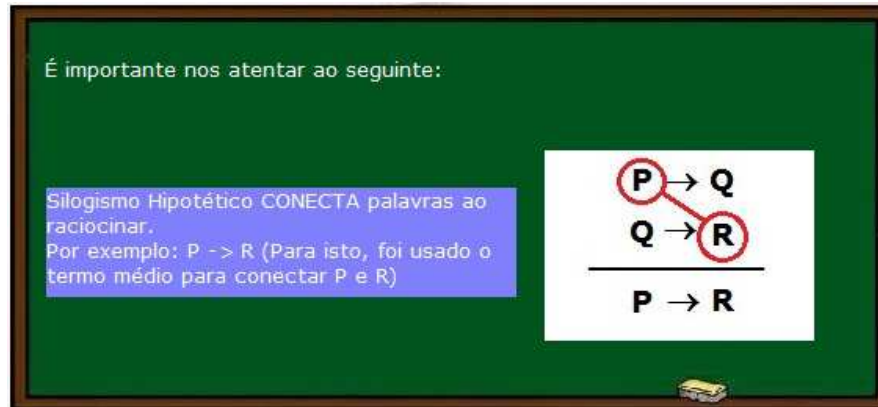 É importante nos atentar ao seguinte:
Silogismo Hipotético CONECTA palavras ao
raciocinar.
Por exemplo: P -> R (Para isto, foi usado o
termo médio para conectar P e R)
P → Q
Q → R
P → R